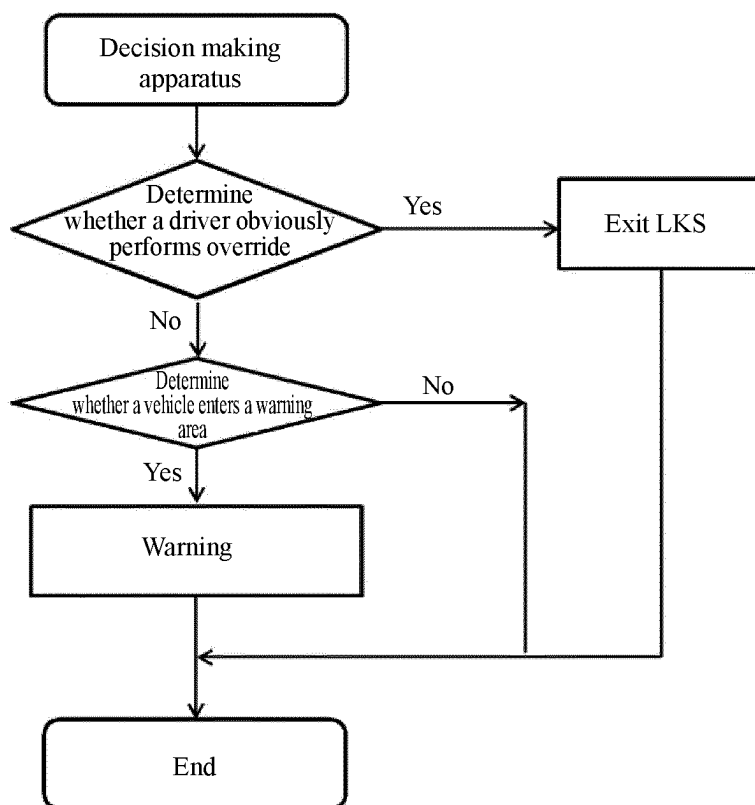 Decision making
apparatus
Determine
whether a driver obviously
performs override
Yes
Exit LKS
No
Determine
whether a vehicle enters a warning
area
No
Yes
Warning
End